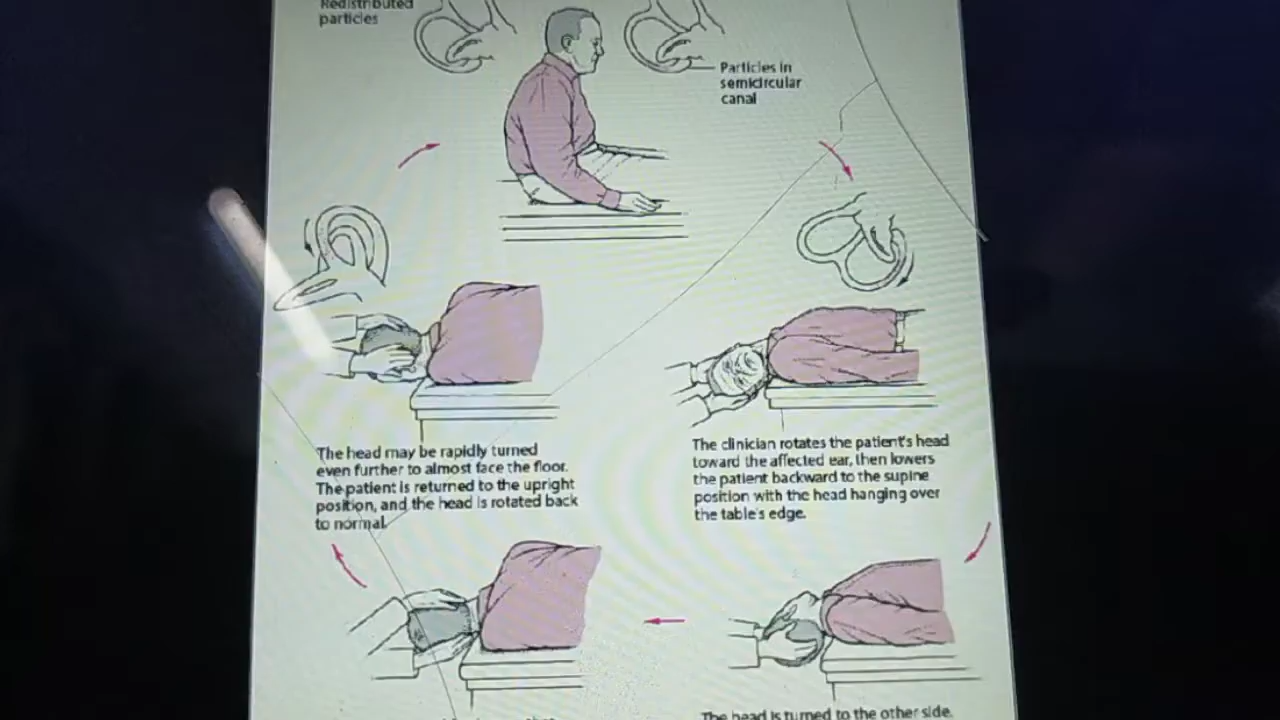 Redistributed
particles
Particles in
semicircular
canal
The head may be rapidly turned
even further to almost face the floor.
The patient is returned to the upright
position, and the head is rotated back
to normal.
The clinician rotates the patient's head
toward the affected ear, then lowers
the patient backward to the supine
position with the head hanging over
the table's edge.
The head is turned to the other side.